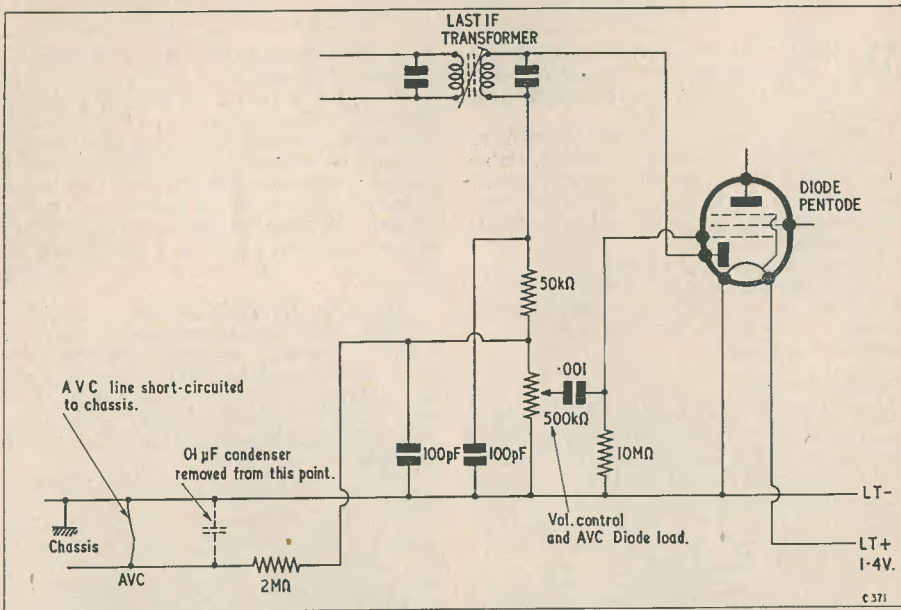 LAST IF
TRANSFORMER
DIODE
PENTODE
50kΩ
AVC line short-circuited
to chassis.
·001
500kΩ
01 µF condenser
removed from this point.
100pF
100pF
10MΩ
LT-
Chassis
Vol. control
and AVC Diode load.
LT+
1·4V.
AVC
2MΩ
C371